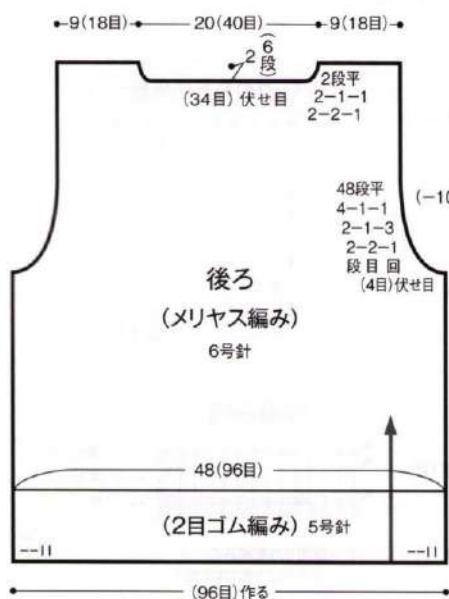 9(18目) 20(40目) 9(18目)
2(6段)
(34目) 伏せ目
2段平
2-1-1
2-2-1
48段平
4-1-1
2-1-3
2-2-1
段目回
(4目)伏せ目
(-10
後ろ
(メリヤス編み)
6号針
48(96目)
(2目ゴム編み) 5号針
--II --II
(96目)作る